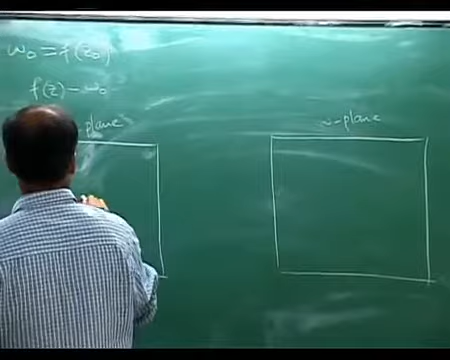 w₀ = f(z₀)
f(z) - w₀
plane
w-plane